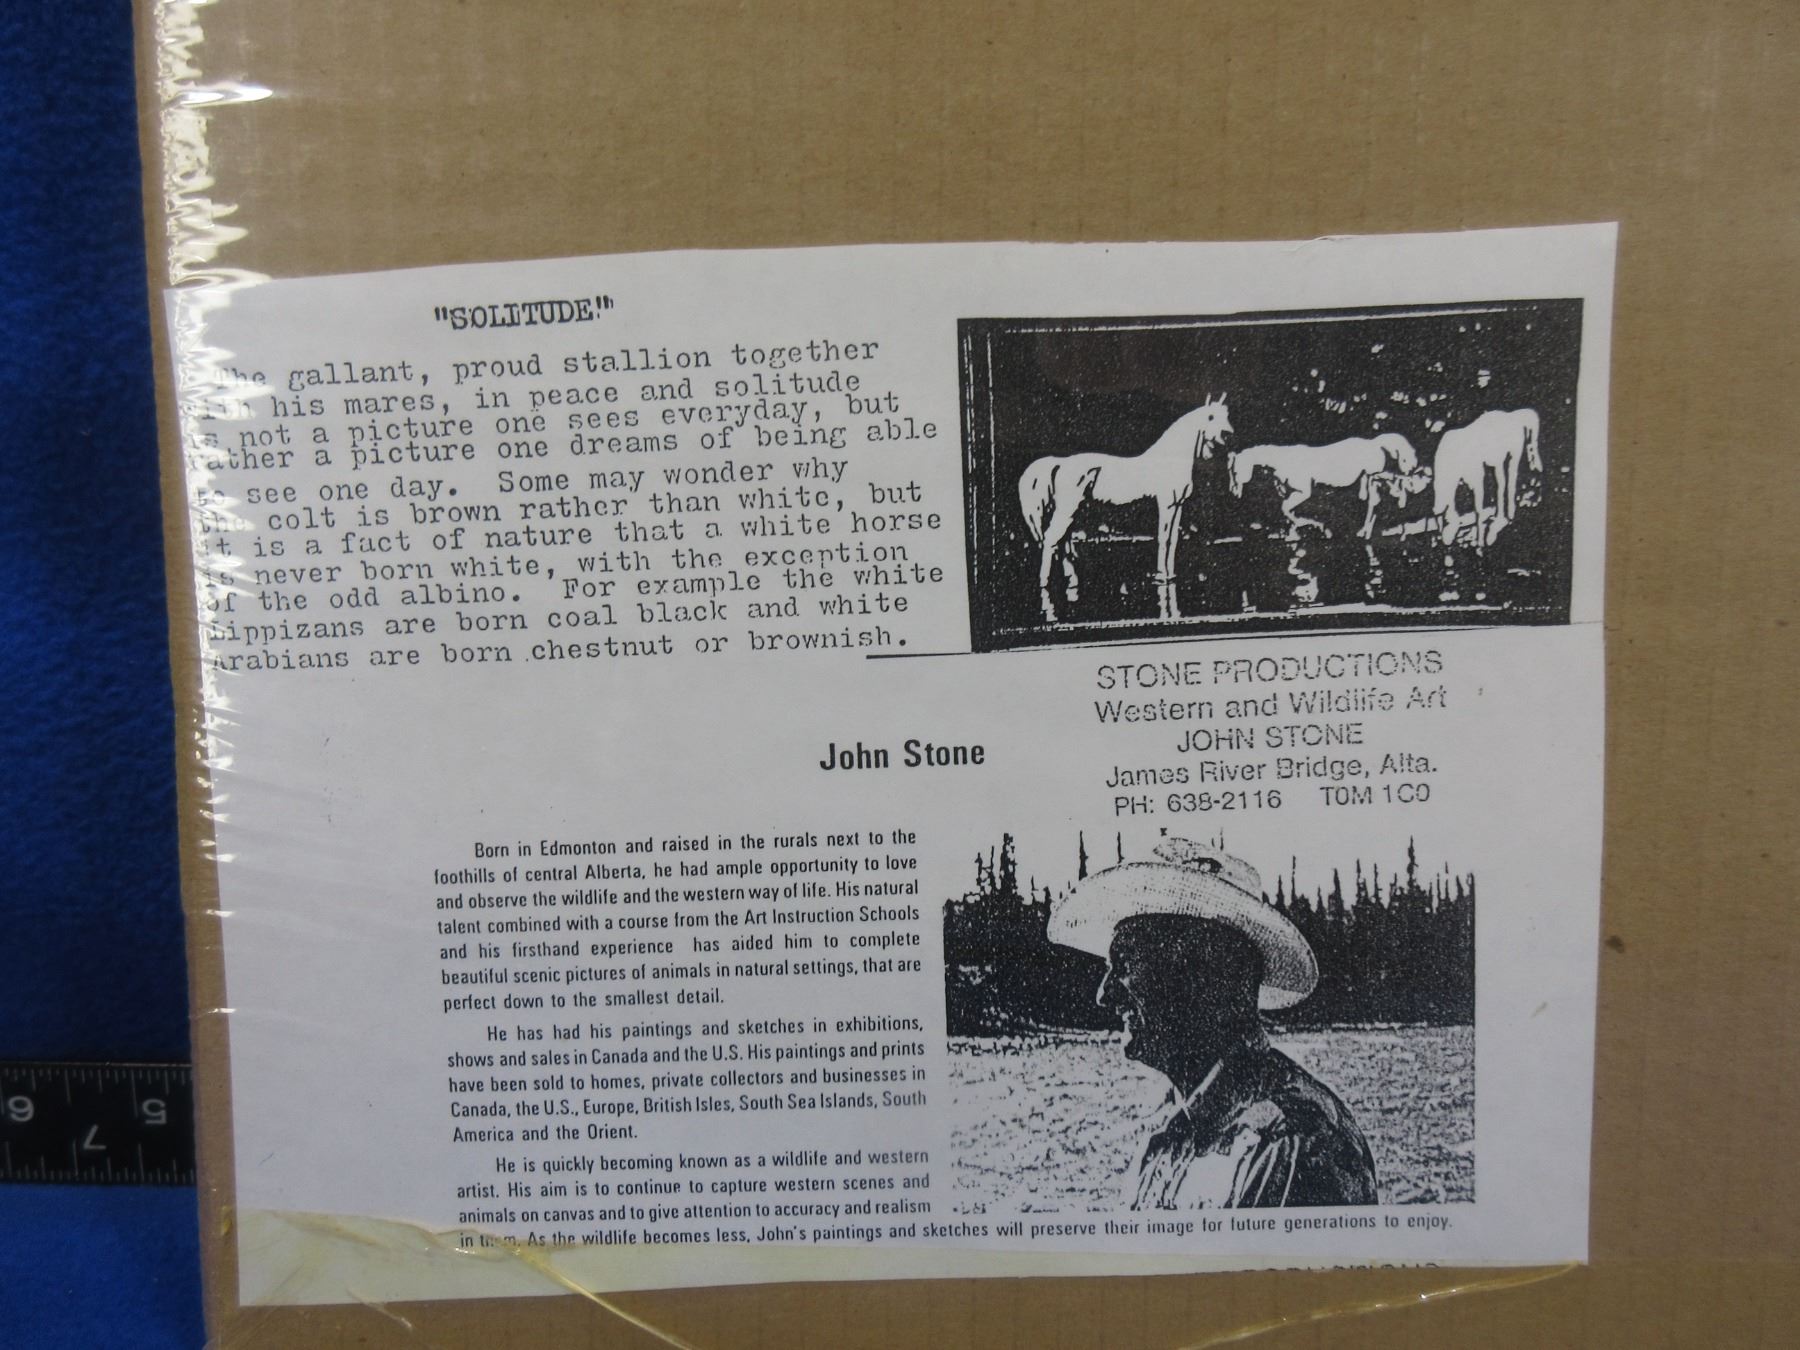 "SOLITUDE"
The gallant, proud stallion together
with his mares, in peace and solitude
is not a picture one sees everyday, but
rather a picture one dreams of being able
to see one day. Some may wonder why
the colt is brown rather than white, but
it is a fact of nature that a white horse
is never born white, with the exception
of the odd albino. For example the white
Lippizans are born coal black and white
Arabians are born chestnut or brownish.
STONE PRODUCTIONS
Western and Wildlife Art
JOHN STONE
James River Bridge, Alta.
PH: 638-2116 T0M 1C0
John Stone
Born in Edmonton and raised in the rurals next to the
foothills of central Alberta, he had ample opportunity to love
and observe the wildlife and the western way of life. His natural
talent combined with a course from the Art Instruction Schools
and his firsthand experience has aided him to complete
beautiful scenic pictures of animals in natural settings, that are
perfect down to the smallest detail.
He has had his paintings and sketches in exhibitions,
shows and sales in Canada and the U.S. His paintings and prints
have been sold to homes, private collectors and businesses in
Canada, the U.S., Europe, British Isles, South Sea Islands, South
America and the Orient.
He is quickly becoming known as a wildlife and western
artist. His aim is to continue to capture western scenes and
animals on canvas and to give attention to accuracy and realism
in them. As the wildlife becomes less, John's paintings and sketches will preserve their image for future generations to enjoy.
6 7 5